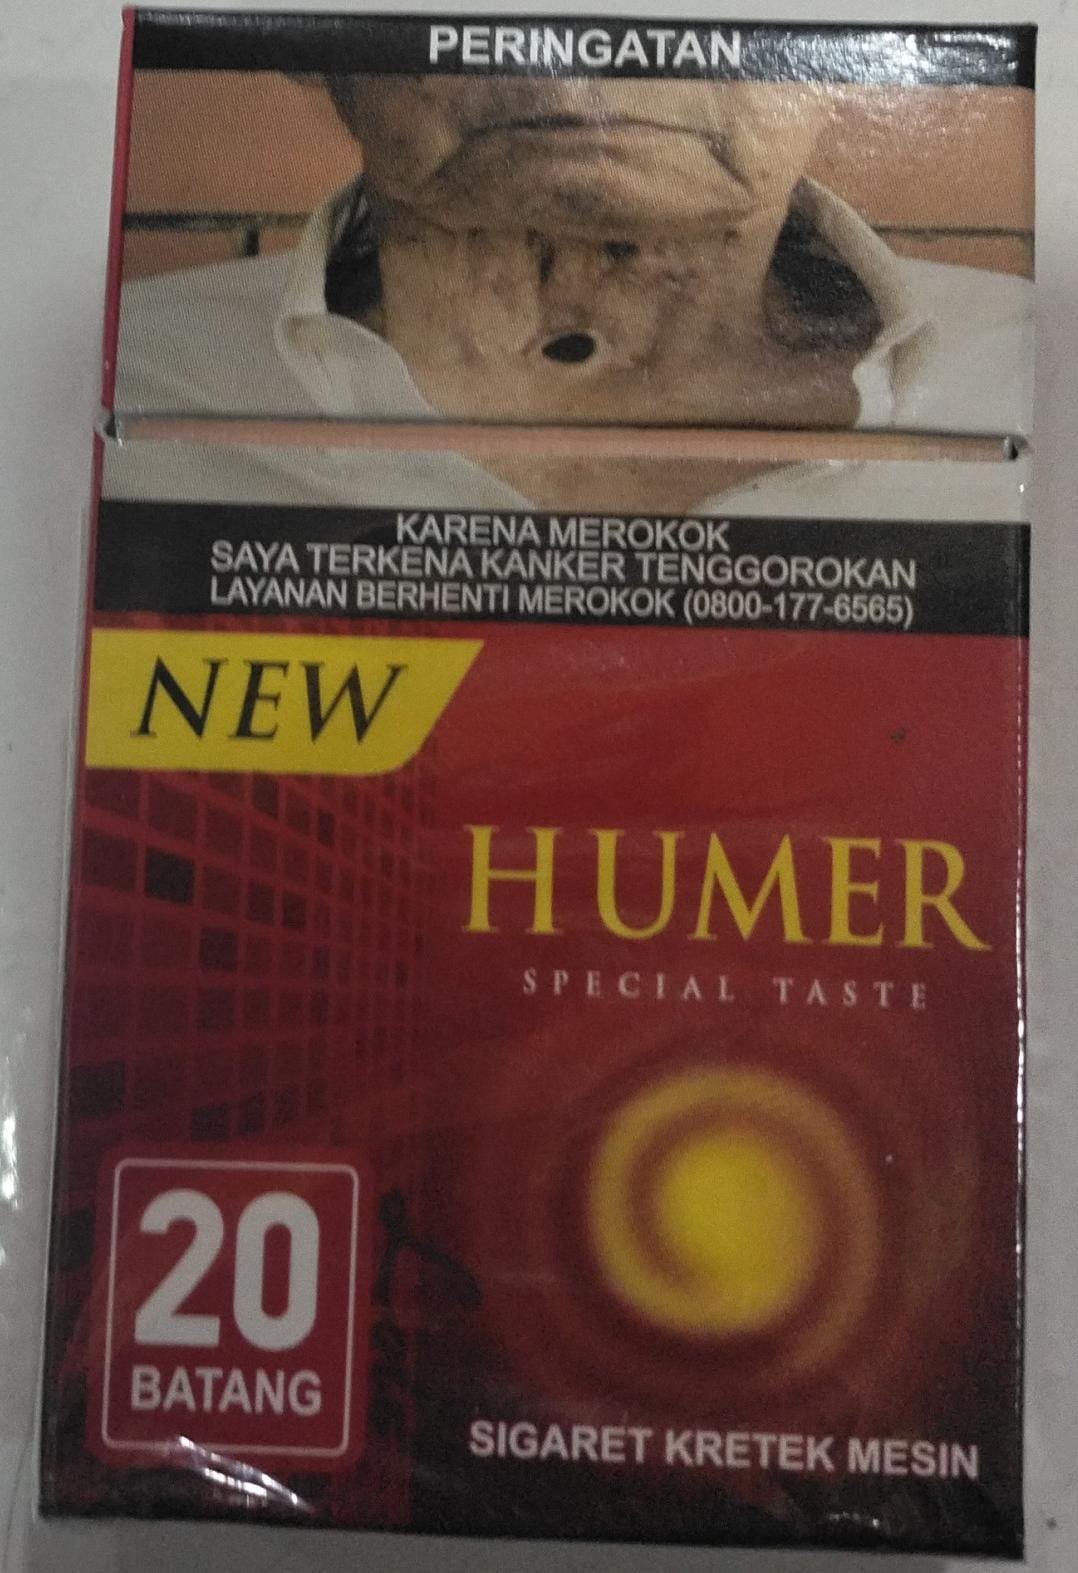 PERINGATAN
KARENA MEROKOK
SAYA TERKENA KANKER TENGGOROKAN
LAYANAN BERHENTI MEROKOK (0800-177-6565)
NEW
HUMER
SPECIAL TASTE
20
BATANG
SIGARET KRETEK MESIN